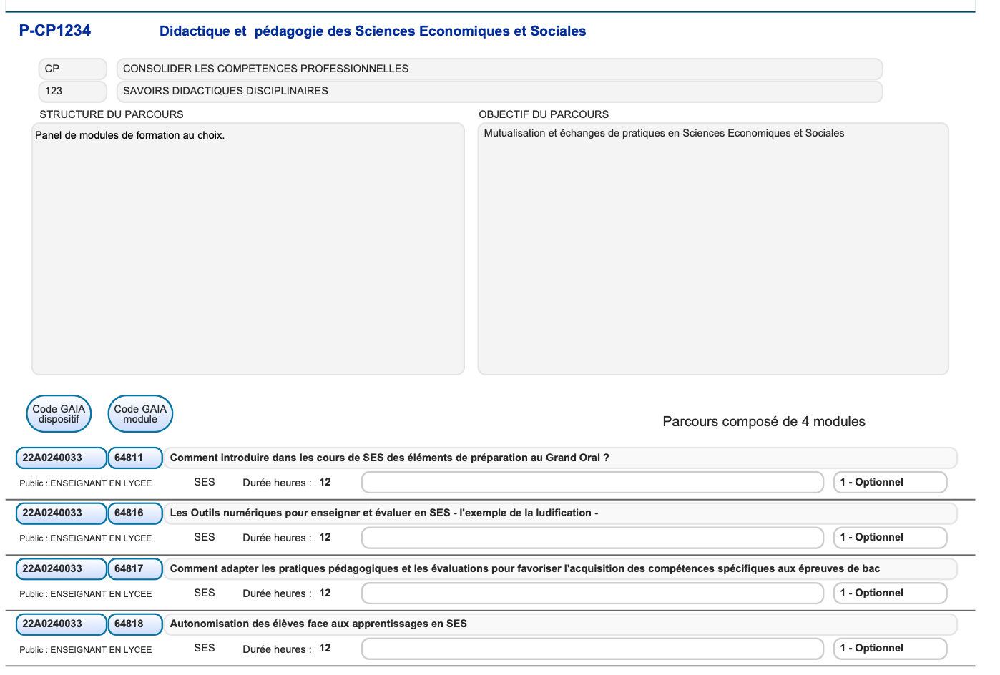 P-CP1234 Didactique et  pédagogie des Sciences Economiques et Sociales
CP CONSOLIDER LES COMPETENCES PROFESSIONNELLES
123 SAVOIRS DIDACTIQUES DISCIPLINAIRES
STRUCTURE DU PARCOURS
Panel de modules de formation au choix.
OBJECTIF DU PARCOURS
Mutualisation et échanges de pratiques en Sciences Economiques et Sociales
Code GAIA
dispositif
Code GAIA
module
Parcours composé de 4 modules
22A0240033 64811 Comment introduire dans les cours de SES des éléments de préparation au Grand Oral ?
Public : ENSEIGNANT EN LYCEE SES Durée heures : 12 1 - Optionnel
22A0240033 64816 Les Outils numériques pour enseigner et évaluer en SES - l'exemple de la ludification -
Public : ENSEIGNANT EN LYCEE SES Durée heures : 12 1 - Optionnel
22A0240033 64817 Comment adapter les pratiques pédagogiques et les évaluations pour favoriser l'acquisition des compétences spécifiques aux épreuves de bac
Public : ENSEIGNANT EN LYCEE SES Durée heures : 12 1 - Optionnel
22A0240033 64818 Autonomisation des élèves face aux apprentissages en SES
Public : ENSEIGNANT EN LYCEE SES Durée heures : 12 1 - Optionnel